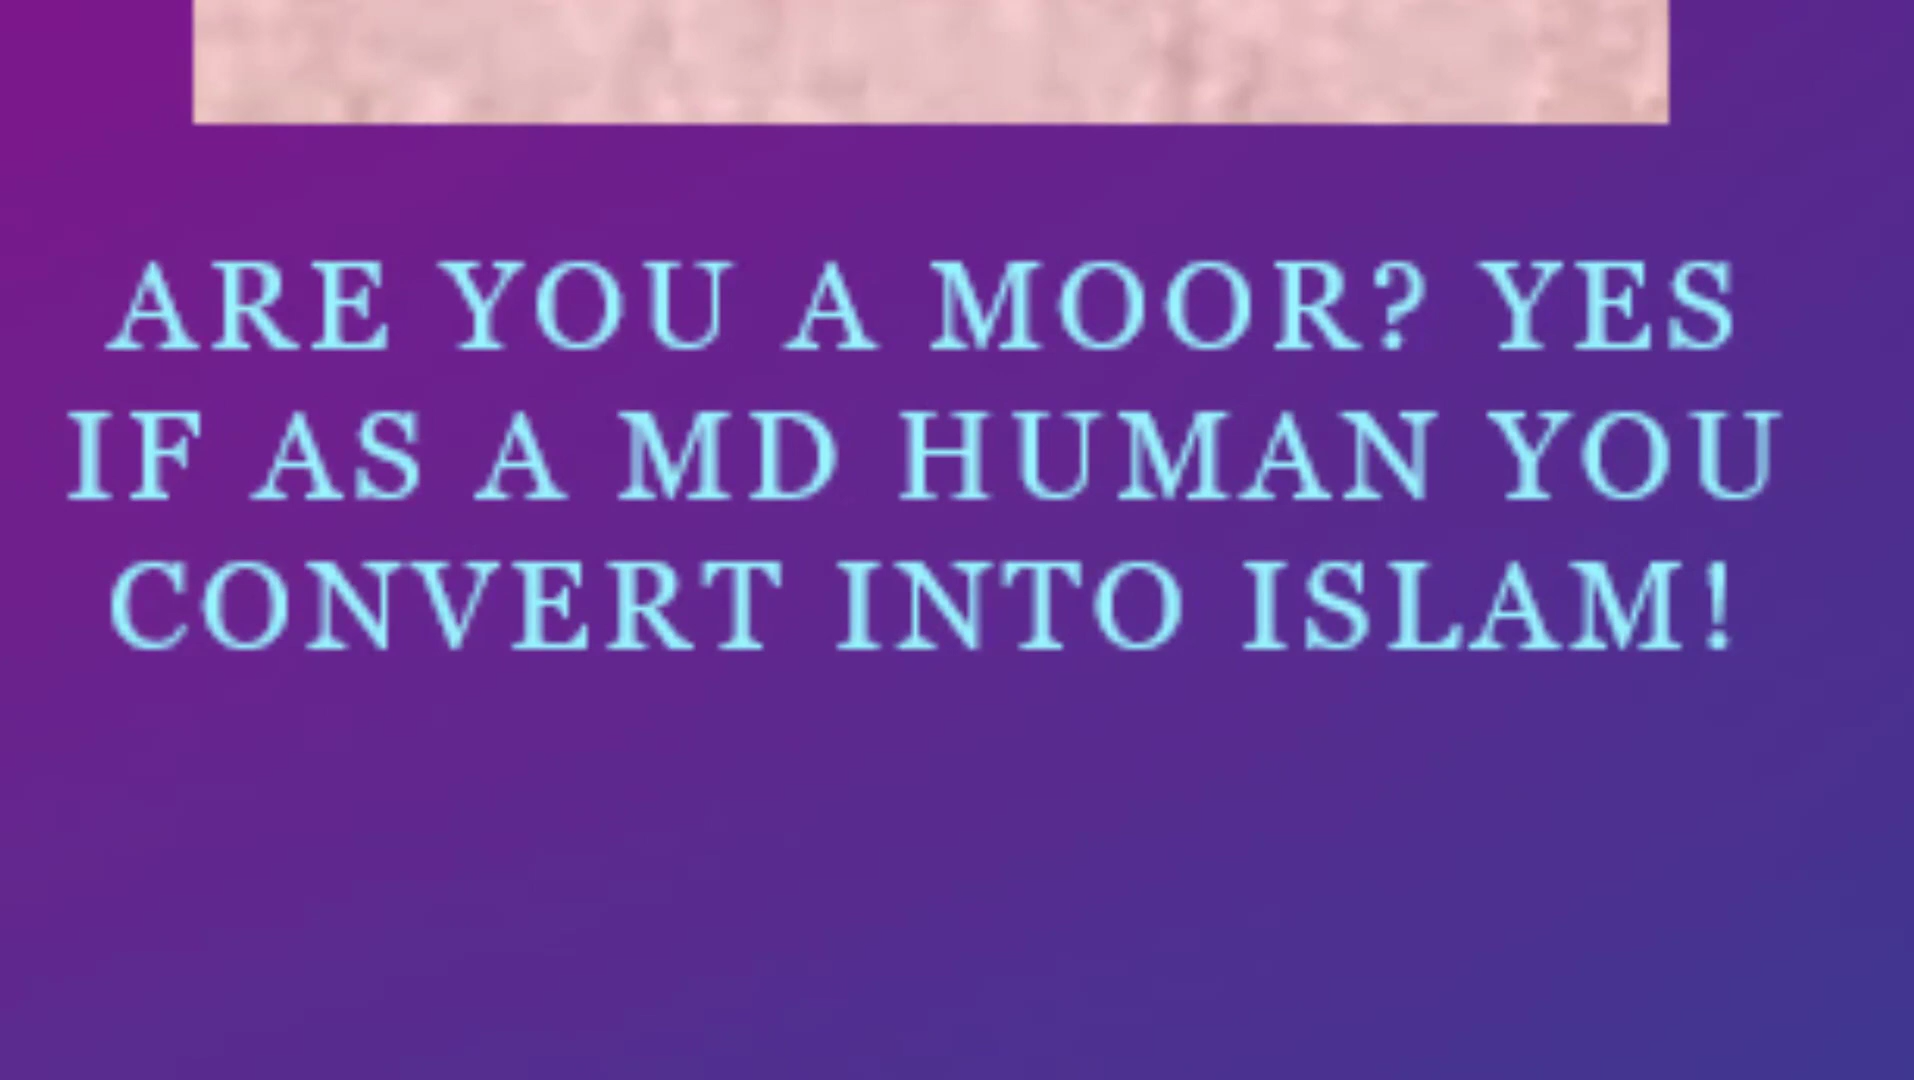 ARE YOU A MOOR? YES
IF AS A MD HUMAN YOU
CONVERT INTO ISLAM!